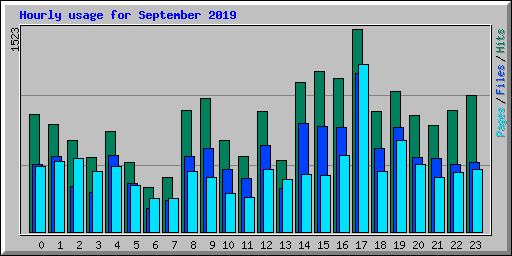 Hourly usage for September 2019
1523
Pages / Files / Hits
0 1 2 3 4 5 6 7 8 9 10 11 12 13 14 15 16 17 18 19 20 21 22 23